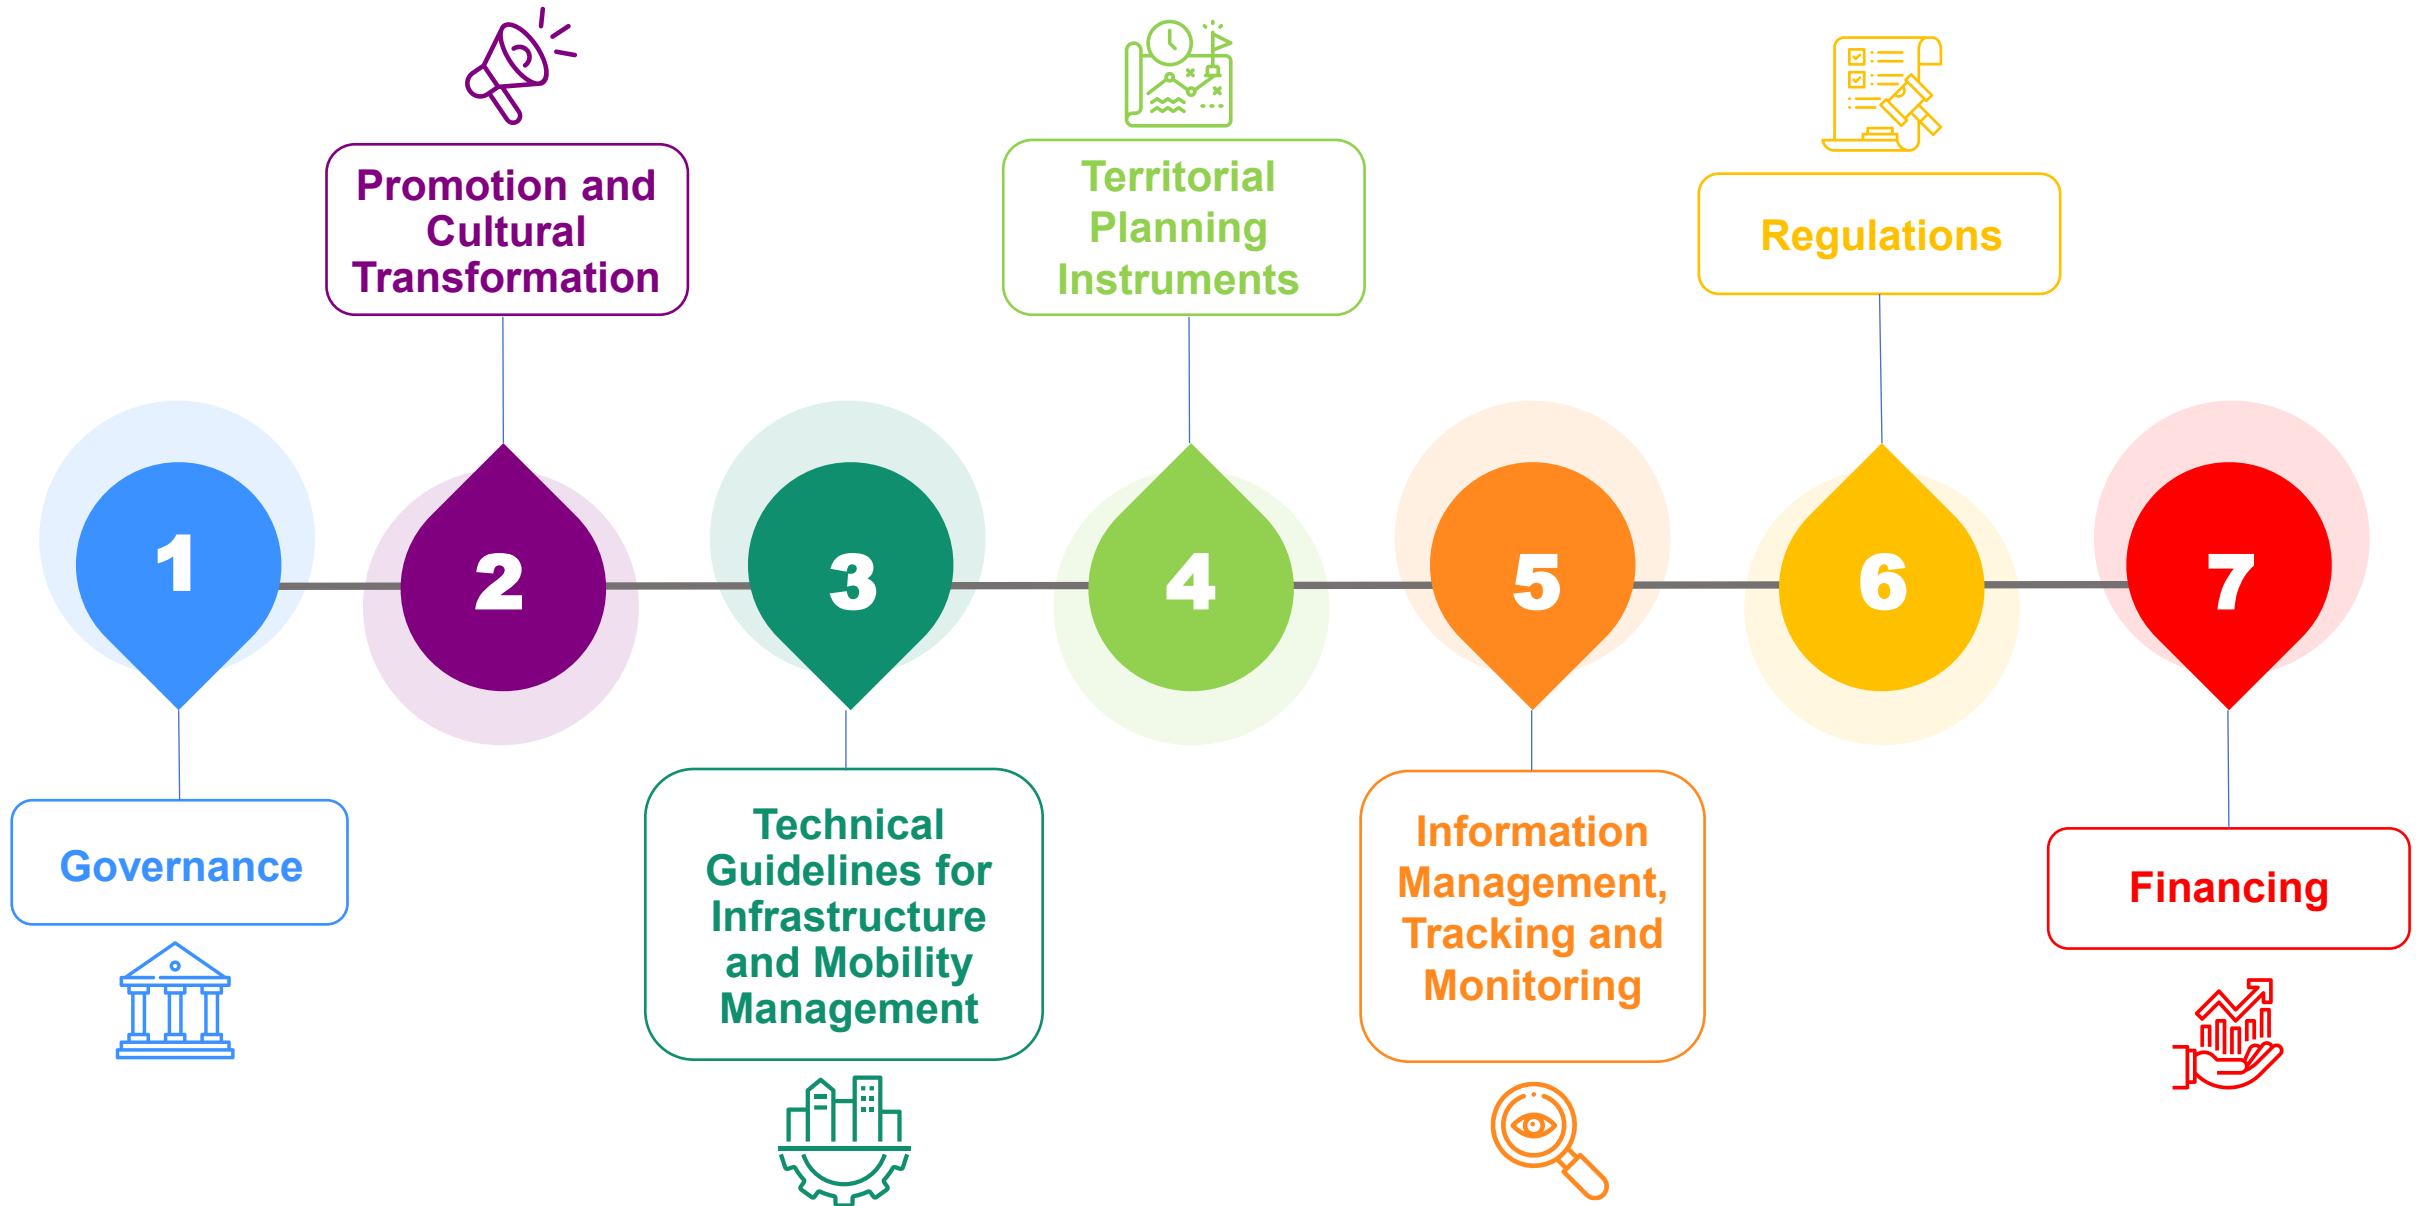 1
Governance
2
Promotion and
Cultural
Transformation
3
Technical
Guidelines for
Infrastructure
and Mobility
Management
4
Territorial
Planning
Instruments
5
Information
Management,
Tracking and
Monitoring
6
Regulations
7
Financing